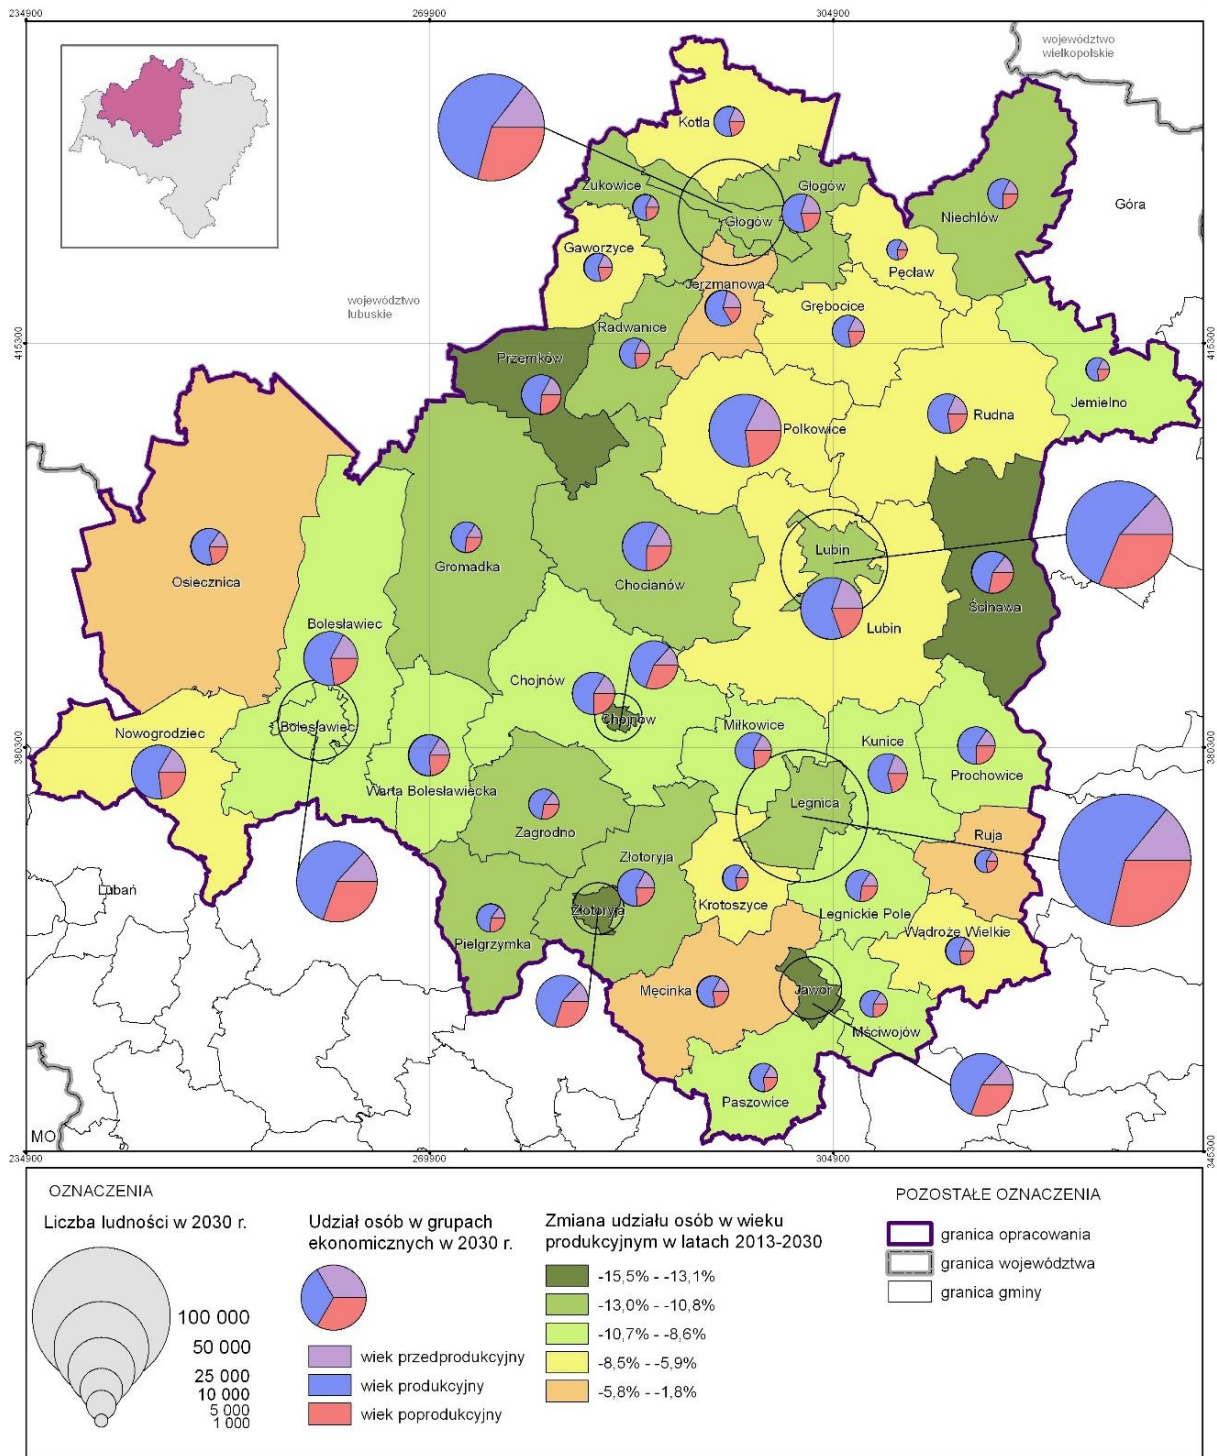 234900
269900
304900
województwo
wielkopolskie
Kotla
Żukowice
Głogów
Głogów
Niechlów
Góra
Gaworzyce
Pęcław
Jerzmanowa
Grębocice
województwo
lubuskie
Radwanice
415300
415300
Przemków
Jemielno
Polkowice
Rudna
Lubin
Osiecznica
Gromadka
Chocianów
Ścinawa
Bolesławiec
Lubin
Chojnów
Chojnów
Bolesławiec
Nowogrodziec
Miłkowice
Kunice
380300
380300
Prochowice
Warta Bolesławiecka
Legnica
Zagrodno
Ruja
Złotoryja
Lubań
Krotoszyce
Legnickie Pole
Złotoryja
Pielgrzymka
Wądroże Wielkie
Męcinka
Jawor
Mściwojów
Paszowice
MO
345300
234900
269900
304900
OZNACZENIA
Liczba ludności w 2030 r.
100 000
50 000
25 000
10 000
5 000
1 000
Udział osób w grupach
ekonomicznych w 2030 r.
wiek przedprodukcyjny
wiek produkcyjny
wiek poprodukcyjny
Zmiana udziału osób w wieku
produkcyjnym w latach 2013-2030
-15,5% - -13,1%
-13,0% - -10,8%
-10,7% - -8,6%
-8,5% - -5,9%
-5,8% - -1,8%
POZOSTAŁE OZNACZENIA
granica opracowania
granica województwa
granica gminy